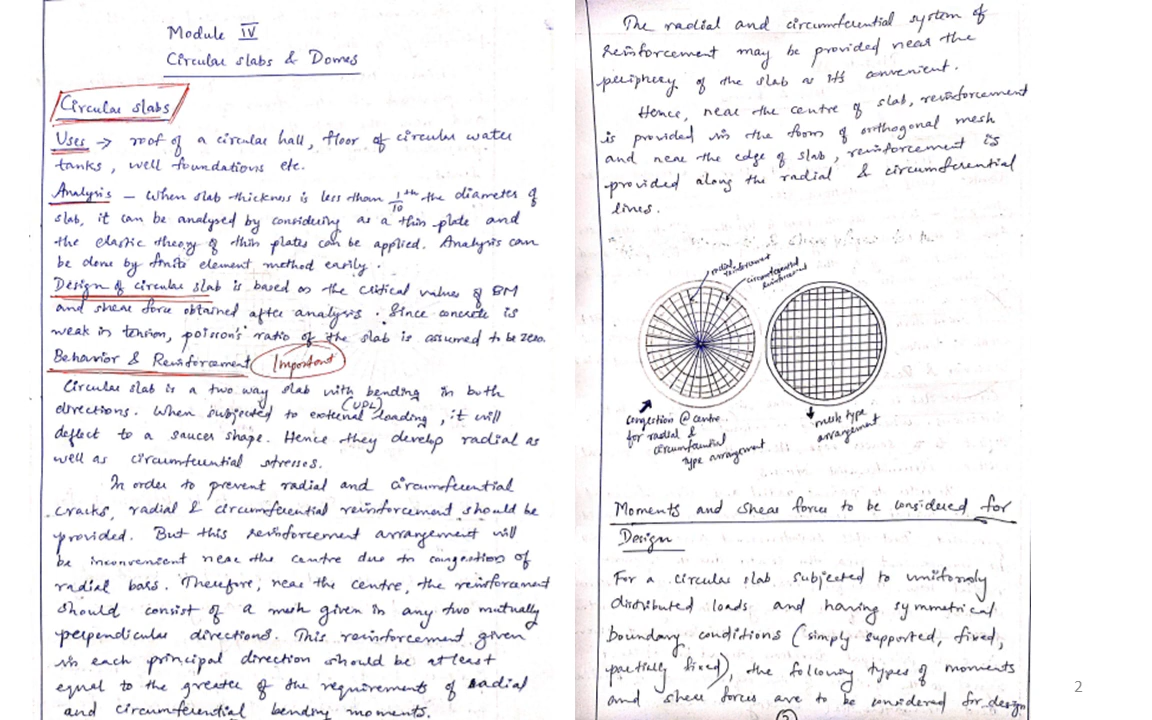 Module IV
Circular slabs & Domes
Circular slabs
Uses → roof of a circular hall, floor of circular water
tanks, well foundations etc.
Analysis - When slab thickness is less than 1/10 th the diameter of
slab, it can be analysed by considering as a thin plate and
the elastic theory of thin plates can be applied. Analysis can
be done by finite element method easily.
Design of circular slab is based on the critical values of BM
and shear force obtained after analysis. Since concrete is
weak in tension, poisson's ratio of the slab is assumed to be zero.
Behavior & Reinforcement Important
Circular slab is a two way slab with bending in both
directions. When subjected to external (UDL) loading, it will
deflect to a saucer shape. Hence they develop radial as
well as circumferential stresses.
In order to prevent radial and circumferential
cracks, radial & circumferential reinforcement should be
provided. But this reinforcement arrangement will
be inconvenient near the centre due to congestion of
radial bars. Therefore, near the centre, the reinforcement
should consist of a mesh given in any two mutually
perpendicular directions. This reinforcement given
in each principal direction should be atleast
equal to the greater of the requirements of radial
and circumferential bending moments.
The radial and circumferential system of
reinforcement may be provided near the
periphery of the slab as its convenient.
Hence, near the centre of slab, reinforcement
is provided in the form of orthogonal mesh
and near the edge of slab, reinforcement is
provided along the radial & circumferential
lines.
radial reinforcement
circumferential
reinforcement
congestion @ centre
for radial &
circumferential
type arrangement
mesh type
arrangement
Moments and shear forces to be considered for
Design
For a circular slab subjected to uniformly
distributed loads and having symmetrical
boundary conditions (simply supported, fixed,
partially fixed), the following types of moments
and shear forces are to be considered for design
2